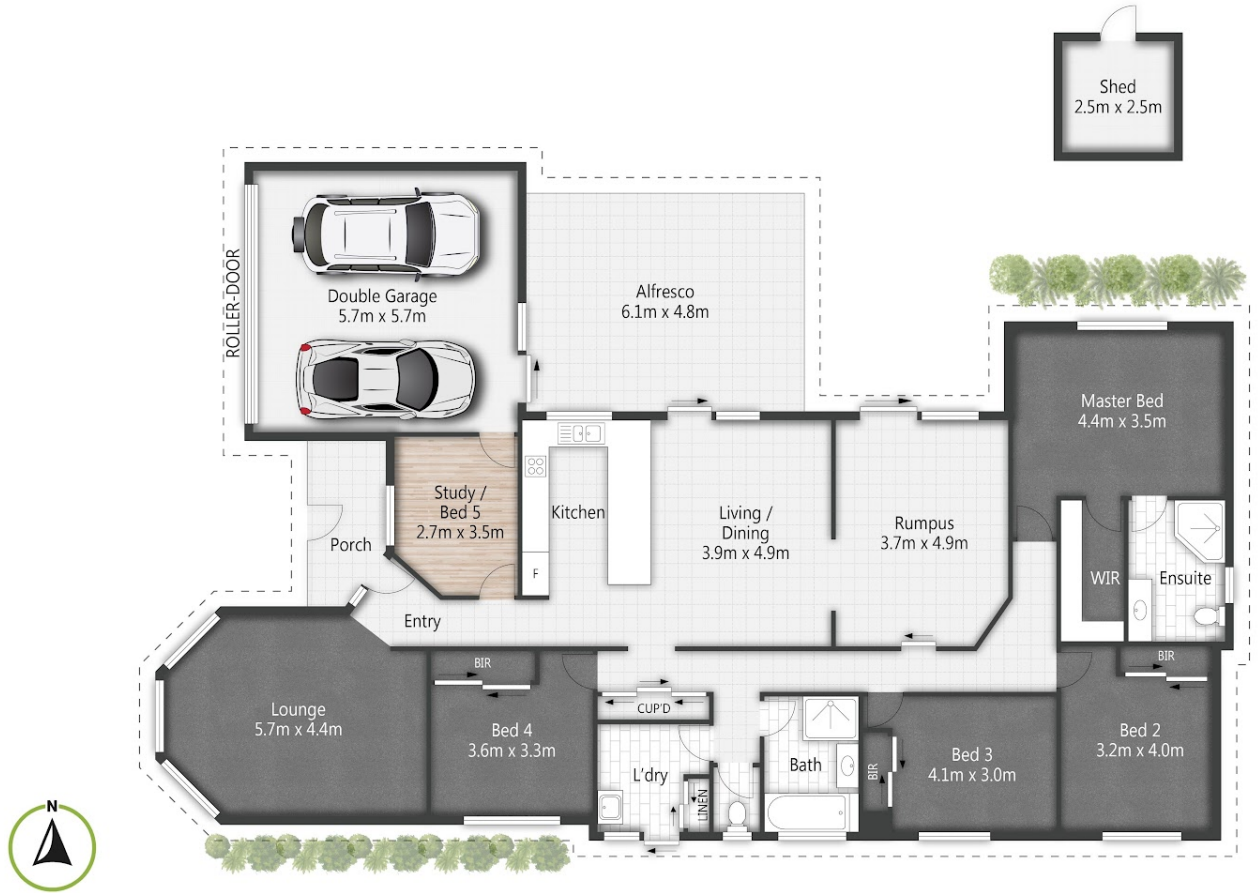 Shed
2.5m x 2.5m
ROLLER-DOOR
Double Garage
5.7m x 5.7m
Alfresco
6.1m x 4.8m
Master Bed
4.4m x 3.5m
Study /
Bed 5
2.7m x 3.5m
Kitchen
Living /
Dining
3.9m x 4.9m
Rumpus
3.7m x 4.9m
Porch
F
WIR
Ensuite
Entry
BIR
BIR
Lounge
5.7m x 4.4m
CUP'D
Bed 4
3.6m x 3.3m
Bed 2
3.2m x 4.0m
L'dry
LINEN
Bath
BIR
Bed 3
4.1m x 3.0m
N